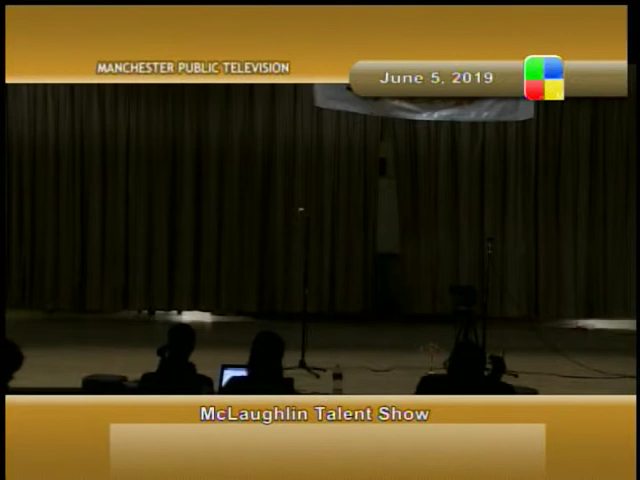 MANCHESTER PUBLIC TELEVISION
June 5, 2019
McLaughlin Talent Show